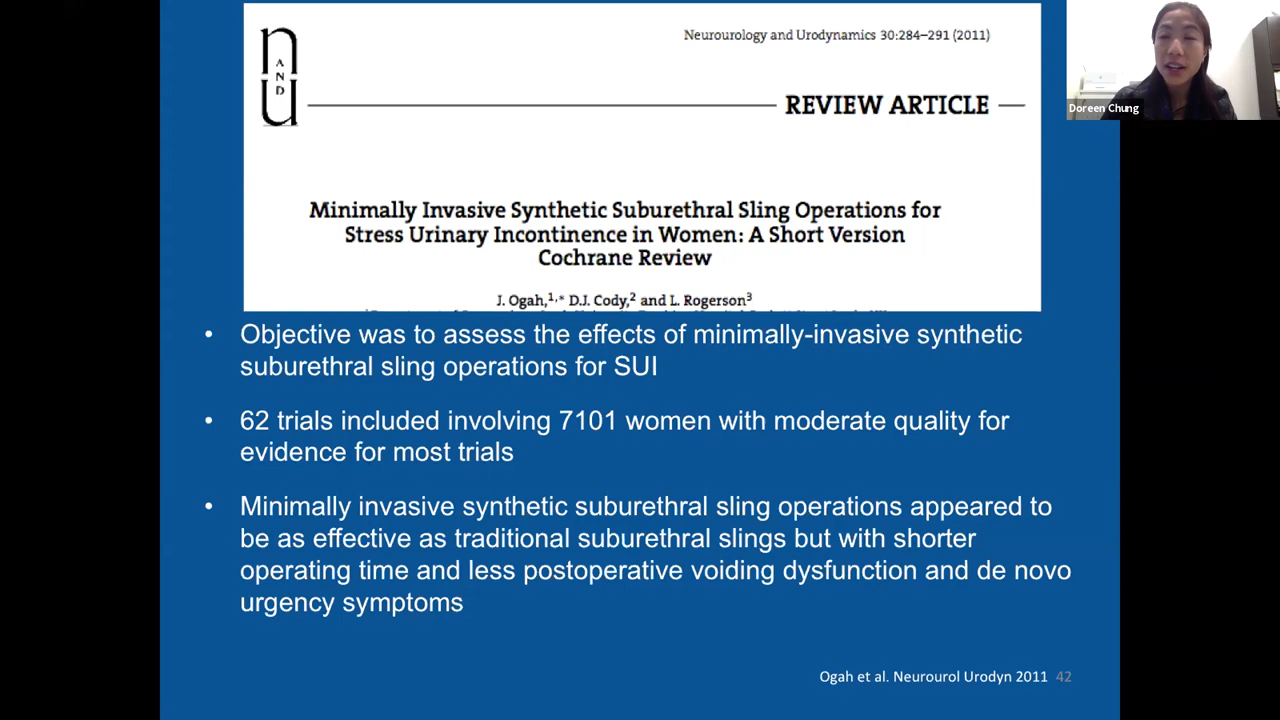 n
AND
u
Neurourology and Urodynamics 30:284–291 (2011)
REVIEW ARTICLE
Minimally Invasive Synthetic Suburethral Sling Operations for
Stress Urinary Incontinence in Women: A Short Version
Cochrane Review
J. Ogah,1,* D.J. Cody,2 and L. Rogerson3
• Objective was to assess the effects of minimally-invasive synthetic
suburethral sling operations for SUI
• 62 trials included involving 7101 women with moderate quality for
evidence for most trials
• Minimally invasive synthetic suburethral sling operations appeared to
be as effective as traditional suburethral slings but with shorter
operating time and less postoperative voiding dysfunction and de novo
urgency symptoms
Ogah et al. Neurourol Urodyn 2011 42
Doreen Chung